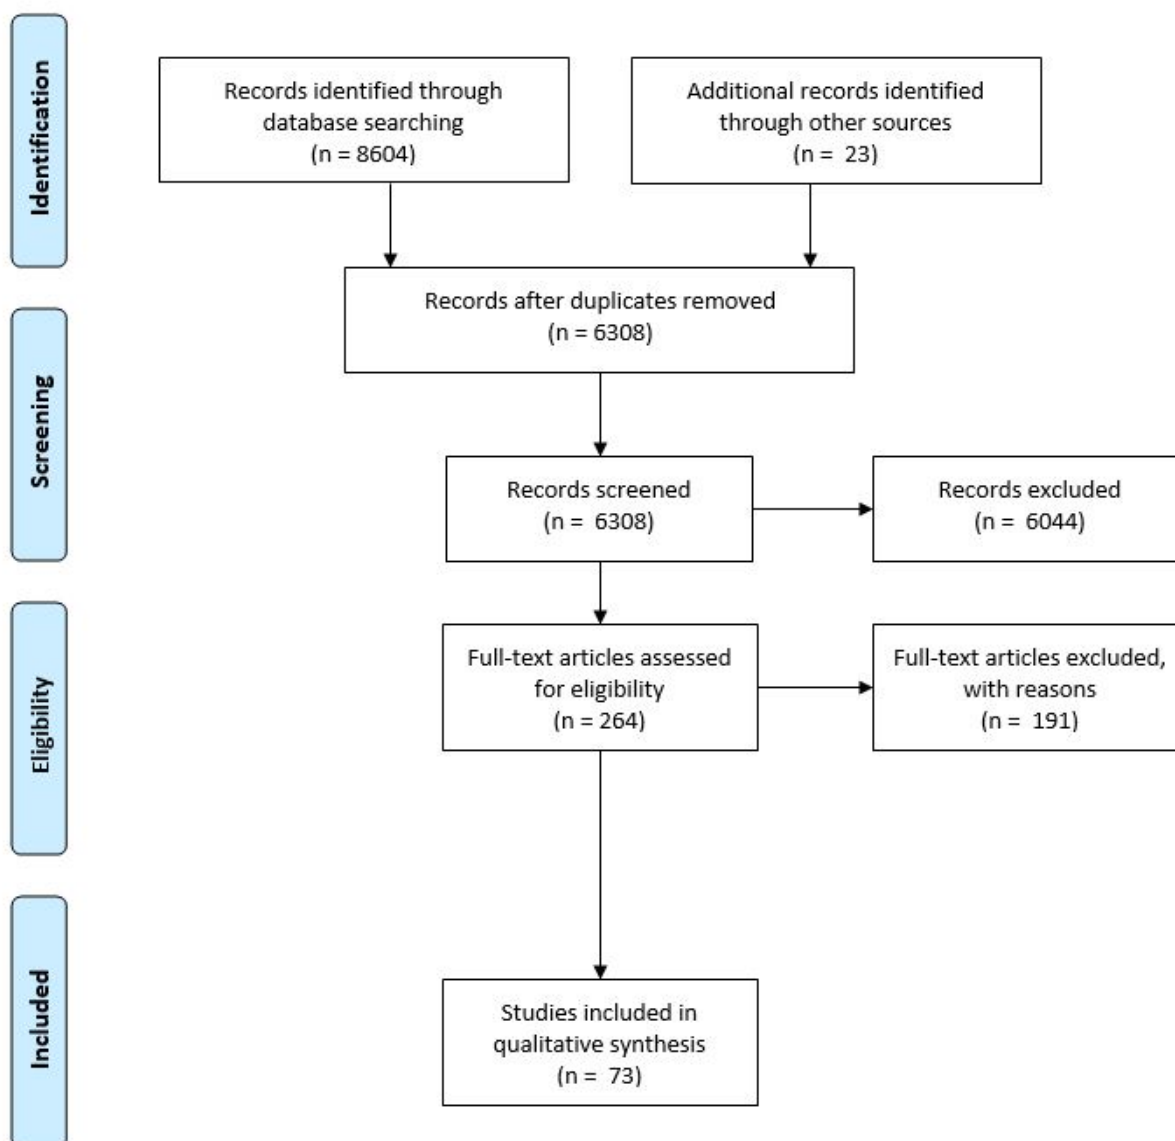 Identification
Records identified through
database searching
(n = 8604)
Additional records identified
through other sources
(n =  23)
Records after duplicates removed
(n = 6308)
Screening
Records screened
(n =  6308)
Records excluded
(n =  6044)
Eligibility
Full-text articles assessed
for eligibility
(n = 264)
Full-text articles excluded,
with reasons
(n =  191)
Included
Studies included in
qualitative synthesis
(n =  73)